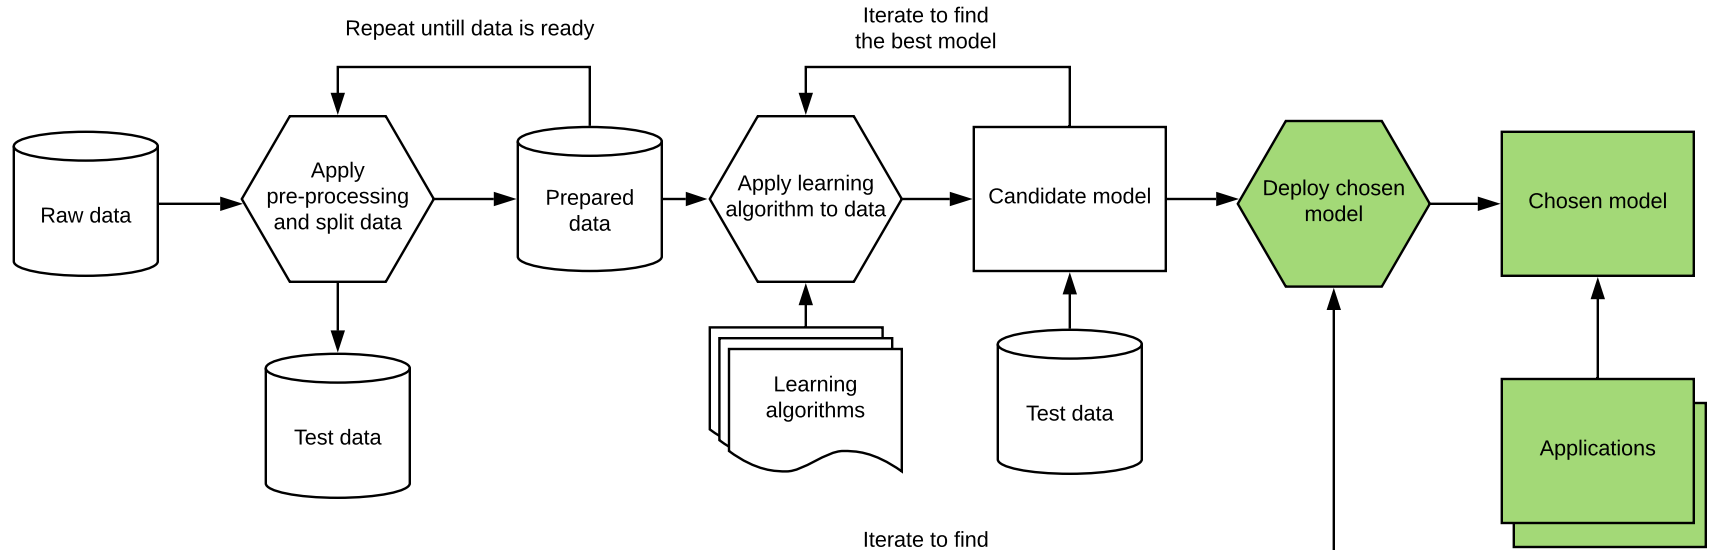 Repeat untill data is ready
Iterate to find
the best model
Raw data
Apply
pre-processing
and split data
Prepared
data
Apply learning
algorithm to data
Candidate model
Deploy chosen
model
Chosen model
Test data
Learning
algorithms
Test data
Applications
Iterate to find